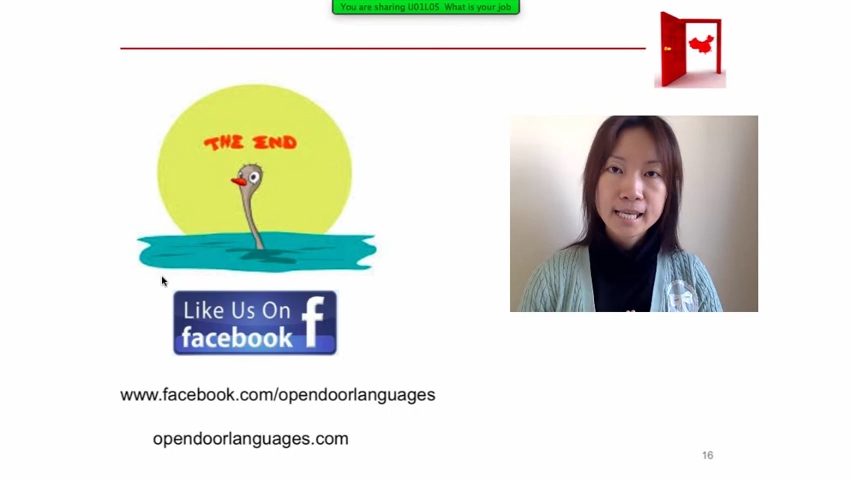 You are sharing U01L05 What is your job
THE END
Like Us On
facebook
f
www.facebook.com/opendoorlanguages
opendoorlanguages.com
16